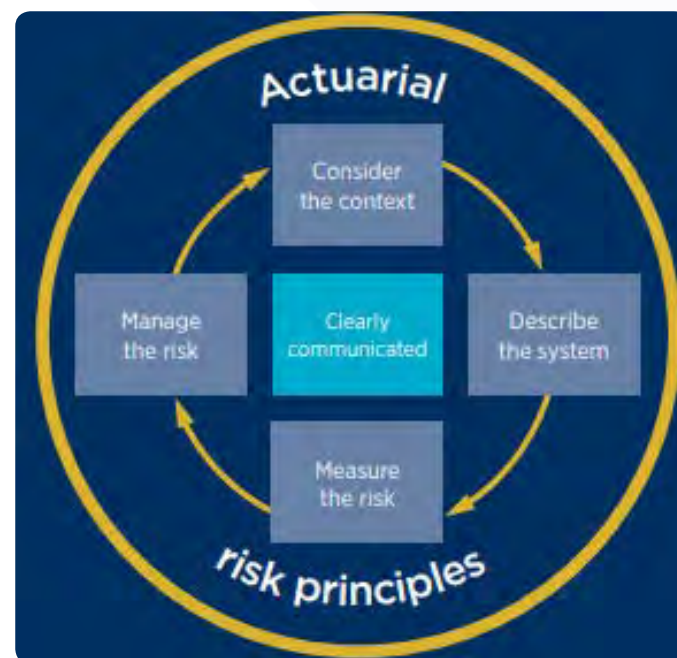 Actuarial
Consider
the context
Manage
the risk
Clearly
communicated
Describe
the system
Measure
the risk
risk principles